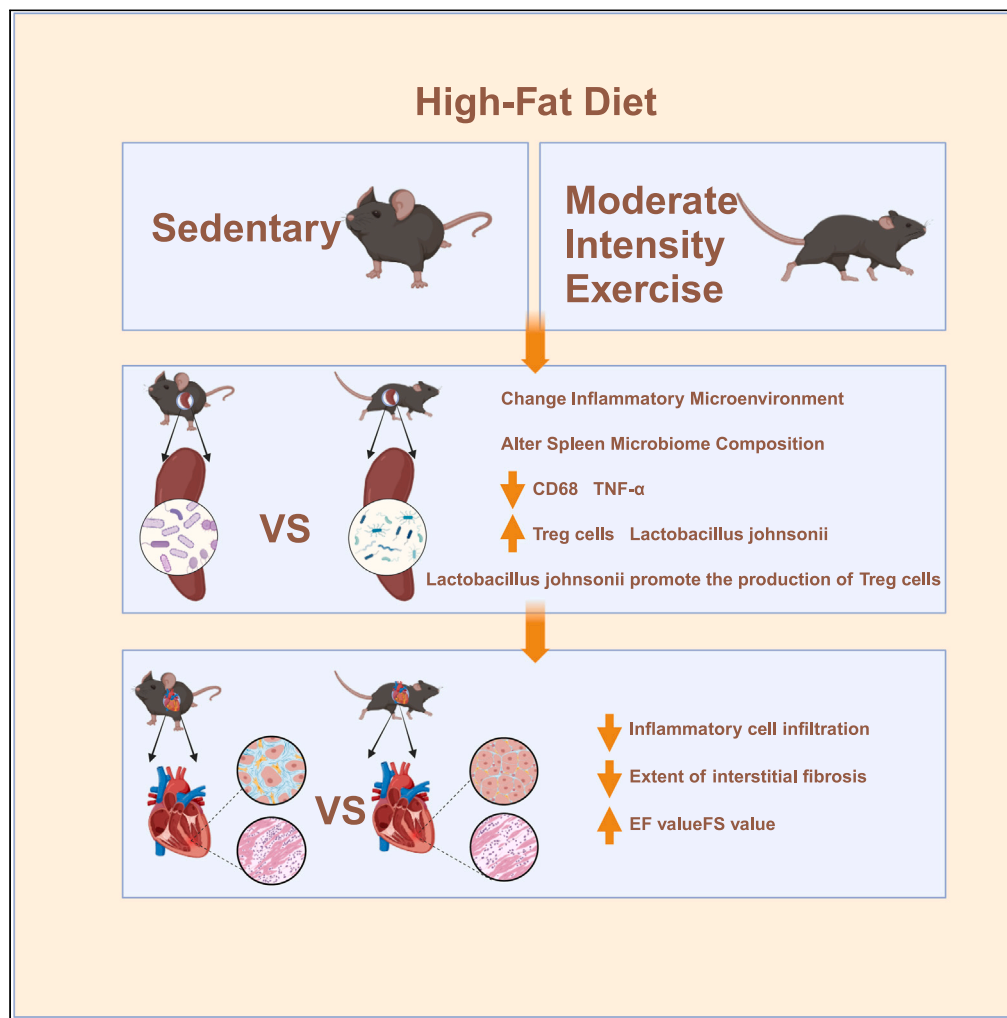 High-Fat Diet
Sedentary
Moderate
Intensity
Exercise
Change Inflammatory Microenvironment
Alter Spleen Microbiome Composition
CD68 TNF-α
VS
Treg cells Lactobacillus johnsonii
Lactobacillus johnsonii promote the production of Treg cells
Inflammatory cell infiltration
Extent of interstitial fibrosis
VS
EF valueFS value